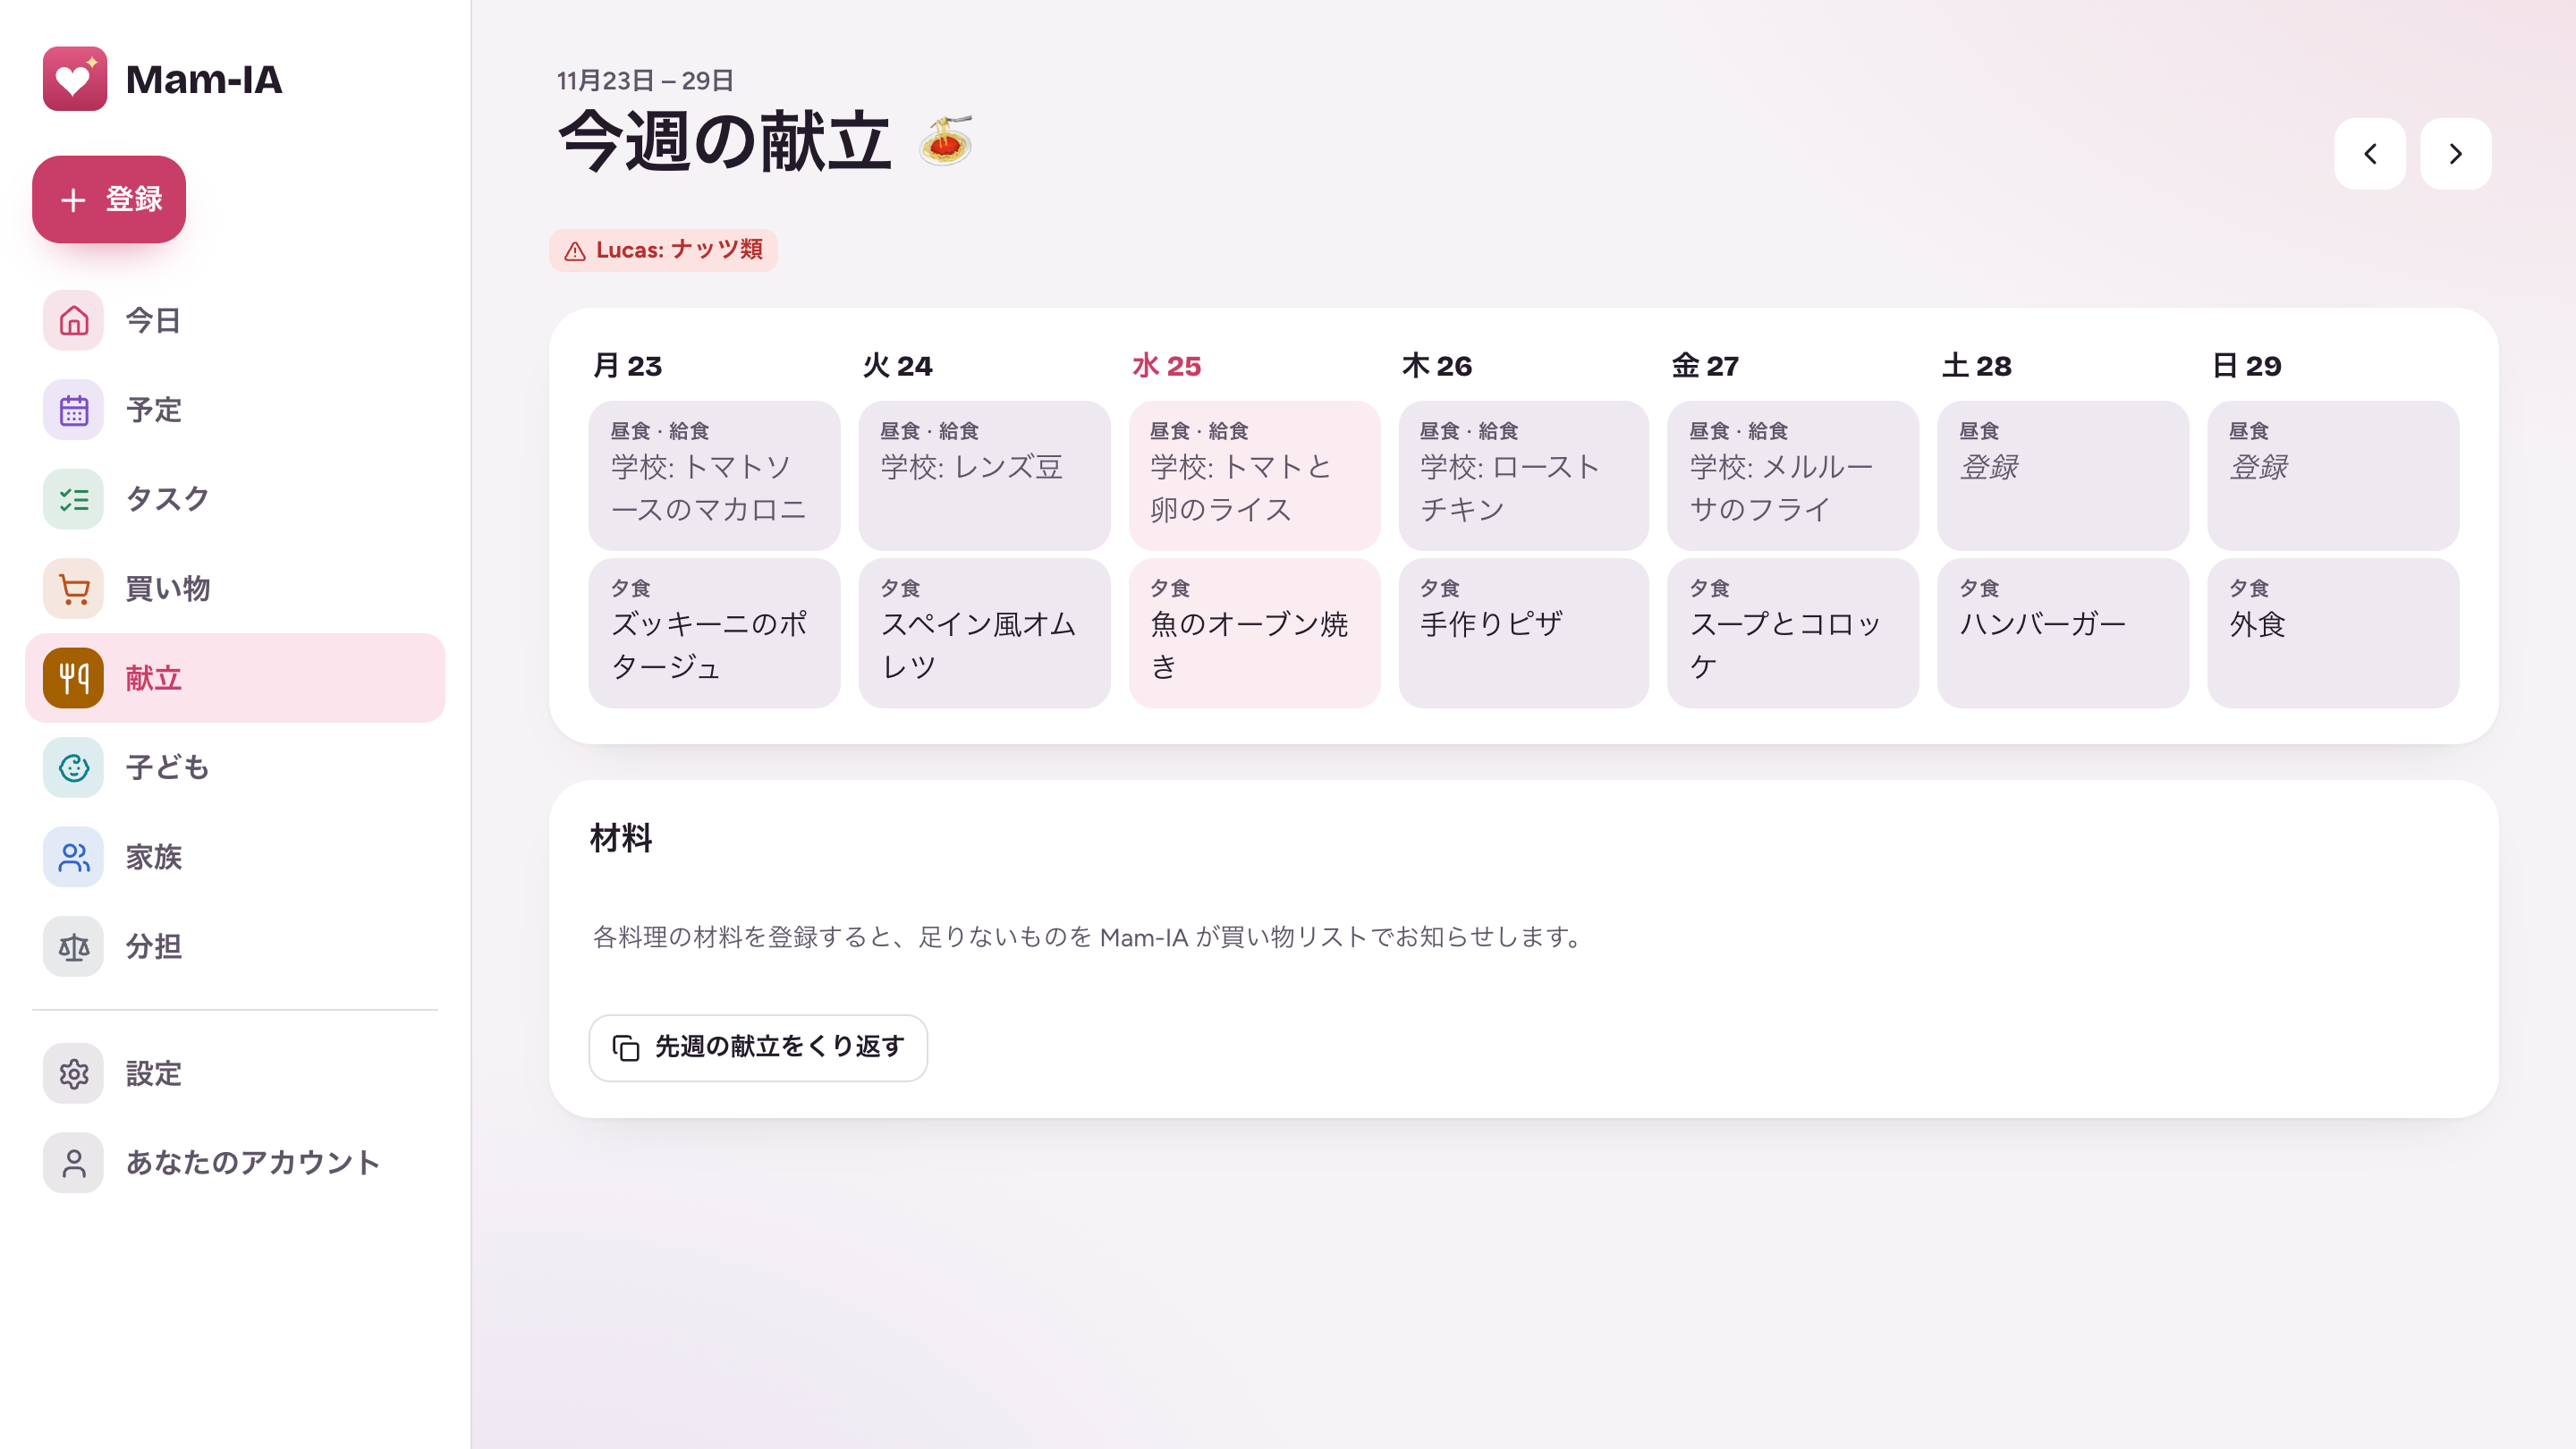 Mam-IA
登録
今日
予定
タスク
買い物
献立
子ども
家族
分担
設定
あなたのアカウント
11月23日 – 29日
今週の献立
Lucas: ナッツ類
月 23
火 24
水 25
木 26
金 27
土 28
日 29
昼食 · 給食
学校: トマトソ
ースのマカロニ
昼食 · 給食
学校: レンズ豆
昼食 · 給食
学校: トマトと
卵のライス
昼食 · 給食
学校: ロースト
チキン
昼食 · 給食
学校: メルルー
サのフライ
昼食
登録
昼食
登録
夕食
ズッキーニのポ
タージュ
夕食
スペイン風オム
レツ
夕食
魚のオーブン焼
き
夕食
手作りピザ
夕食
スープとコロッ
ケ
夕食
ハンバーガー
夕食
外食
材料
各料理の材料を登録すると、足りないものを Mam-IA が買い物リストでお知らせします。
先週の献立をくり返す